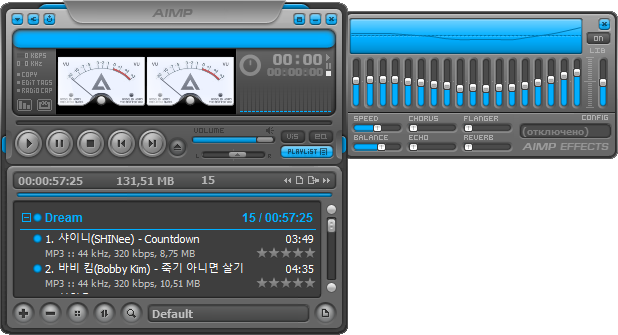 AIMP
0 KBPS
0 KHZ
COPY
EDIT TAGS
RADIO CAP
VU
VU
00:00
00:00:00
VOLUME
VIS
EQ
L
R
PLAYLIST
00:00:57:25 131,51 MB 15
Dream 15 / 00:57:25
1. 샤이니(SHINee) - Countdown 03:49
MP3 :: 44 kHz, 320 kbps, 8,75 MB
2. 바비 킴(Bobby Kim) - 죽기 아니면 살기 04:35
MP3 :: 44 kHz, 320 kbps, 10,51 MB
Default
ON
LIB
SPEED CHORUS FLANGER CONFIG
(отключено)
BALANCE ECHO REVERB
AIMP EFFECTS